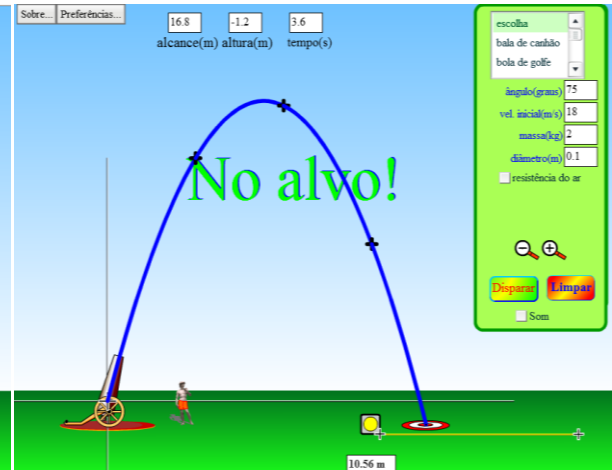 Sobre... Preferências...
16.8 -1.2 3.6
alcance(m) altura(m) tempo(s)
No alvo!
escolha
bala de canhão
bola de golfe
ângulo(graus) 75
vel. inicial(m/s) 18
massa(kg) 2
diâmetro(m) 0.1
resistência do ar
Disparar Limpar
Som
10.56 m